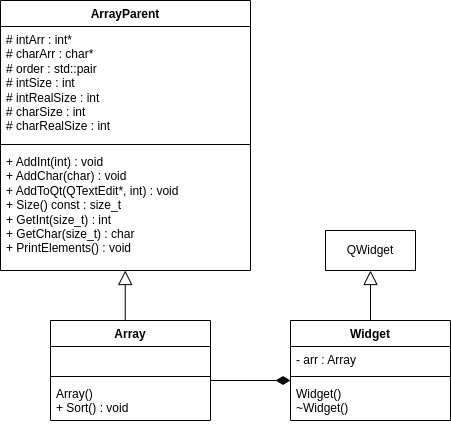 ArrayParent
# intArr : int*
# charArr : char*
# order : std::pair
# intSize : int
# intRealSize : int
# charSize : int
# charRealSize : int
+ AddInt(int) : void
+ AddChar(char) : void
+ AddToQt(QTextEdit*, int) : void
+ Size() const : size_t
+ GetInt(size_t) : int
+ GetChar(size_t) : char
+ PrintElements() : void
QWidget
Array
Array()
+ Sort() : void
Widget
- arr : Array
Widget()
~Widget()